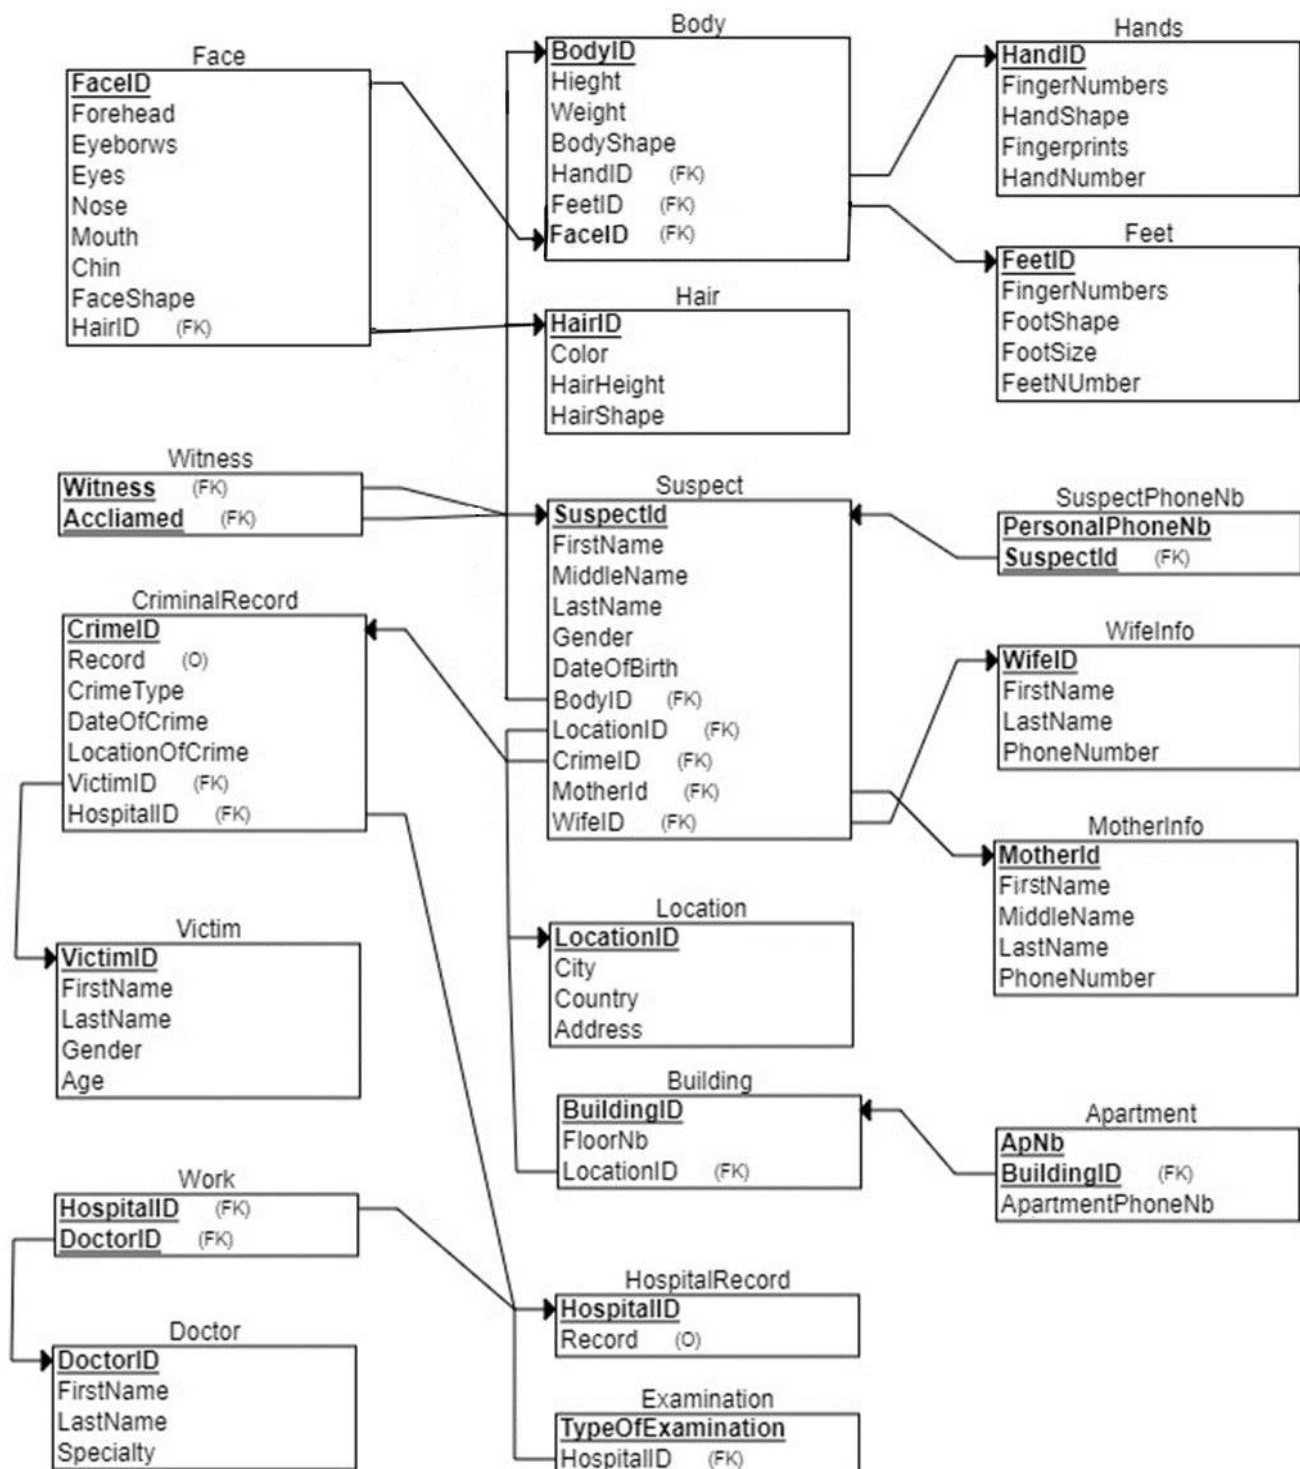 Face
FaceID
Forehead
Eyeborws
Eyes
Nose
Mouth
Chin
FaceShape
HairID (FK)
Body
BodyID
Hieght
Weight
BodyShape
HandID (FK)
FeetID (FK)
FaceID (FK)
Hands
HandID
FingerNumbers
HandShape
Fingerprints
HandNumber
Feet
FeetID
FingerNumbers
FootShape
FootSize
FeetNUmber
Hair
HairID
Color
HairHeight
HairShape
Witness
Witness (FK)
Accliamed (FK)
Suspect
SuspectId
FirstName
MiddleName
LastName
Gender
DateOfBirth
BodyID (FK)
LocationID (FK)
CrimeID (FK)
MotherId (FK)
WifeID (FK)
SuspectPhoneNb
PersonalPhoneNb
SuspectId (FK)
CriminalRecord
CrimeID
Record (O)
CrimeType
DateOfCrime
LocationOfCrime
VictimID (FK)
HospitalID (FK)
WifeInfo
WifeID
FirstName
LastName
PhoneNumber
MotherInfo
MotherId
FirstName
MiddleName
LastName
PhoneNumber
Victim
VictimID
FirstName
LastName
Gender
Age
Location
LocationID
City
Country
Address
Building
BuildingID
FloorNb
LocationID (FK)
Apartment
ApNb
BuildingID (FK)
ApartmentPhoneNb
Work
HospitalID (FK)
DoctorID (FK)
HospitalRecord
HospitalID
Record (O)
Doctor
DoctorID
FirstName
LastName
Specialty
Examination
TypeOfExamination
HospitalID (FK)